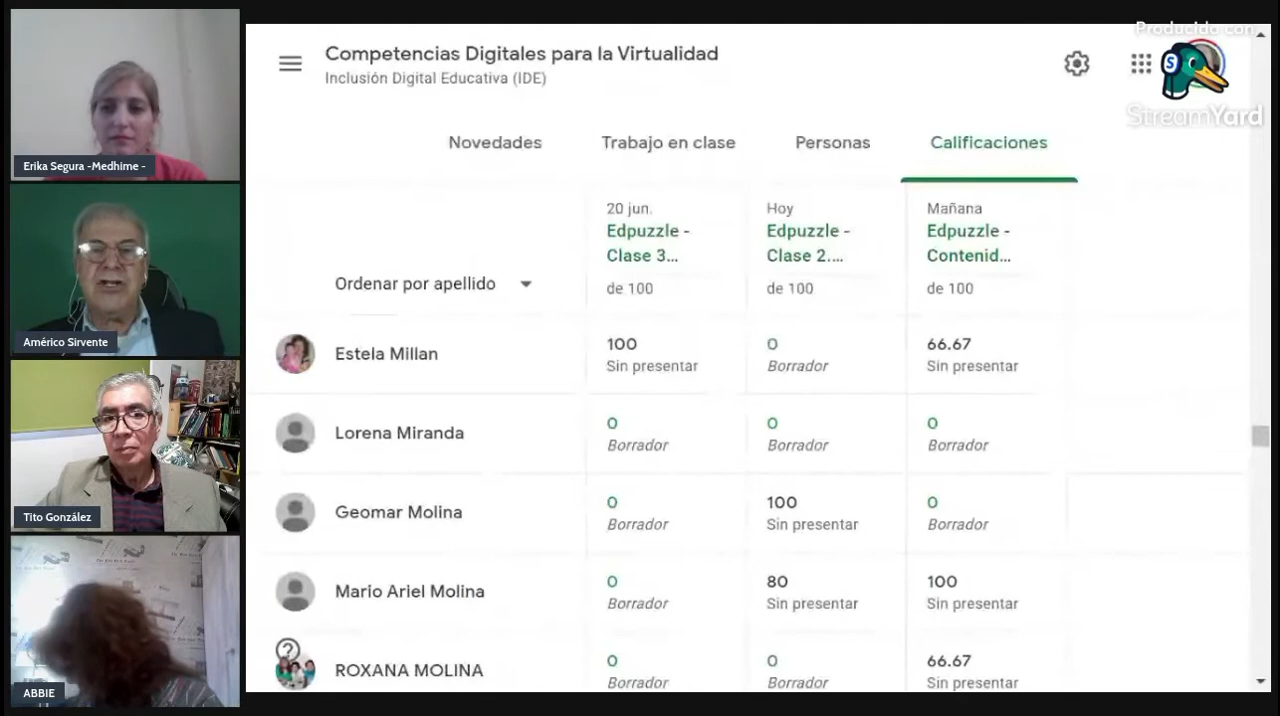 Erika Segura -Medhime -
Américo Sirvente
Tito González
ABBIE
Producido con
StreamYard
Competencias Digitales para la Virtualidad
Inclusión Digital Educativa (IDE)
Novedades Trabajo en clase Personas Calificaciones
20 jun. Hoy Mañana
Edpuzzle - Edpuzzle - Edpuzzle -
Clase 3... Clase 2.... Contenid...
Ordenar por apellido de 100 de 100 de 100
Estela Millan 100 0 66.67
Sin presentar Borrador Sin presentar
Lorena Miranda 0 0 0
Borrador Borrador Borrador
Geomar Molina 0 100 0
Borrador Sin presentar Borrador
Mario Ariel Molina 0 80 100
Borrador Sin presentar Sin presentar
ROXANA MOLINA 0 0 66.67
Borrador Borrador Sin presentar